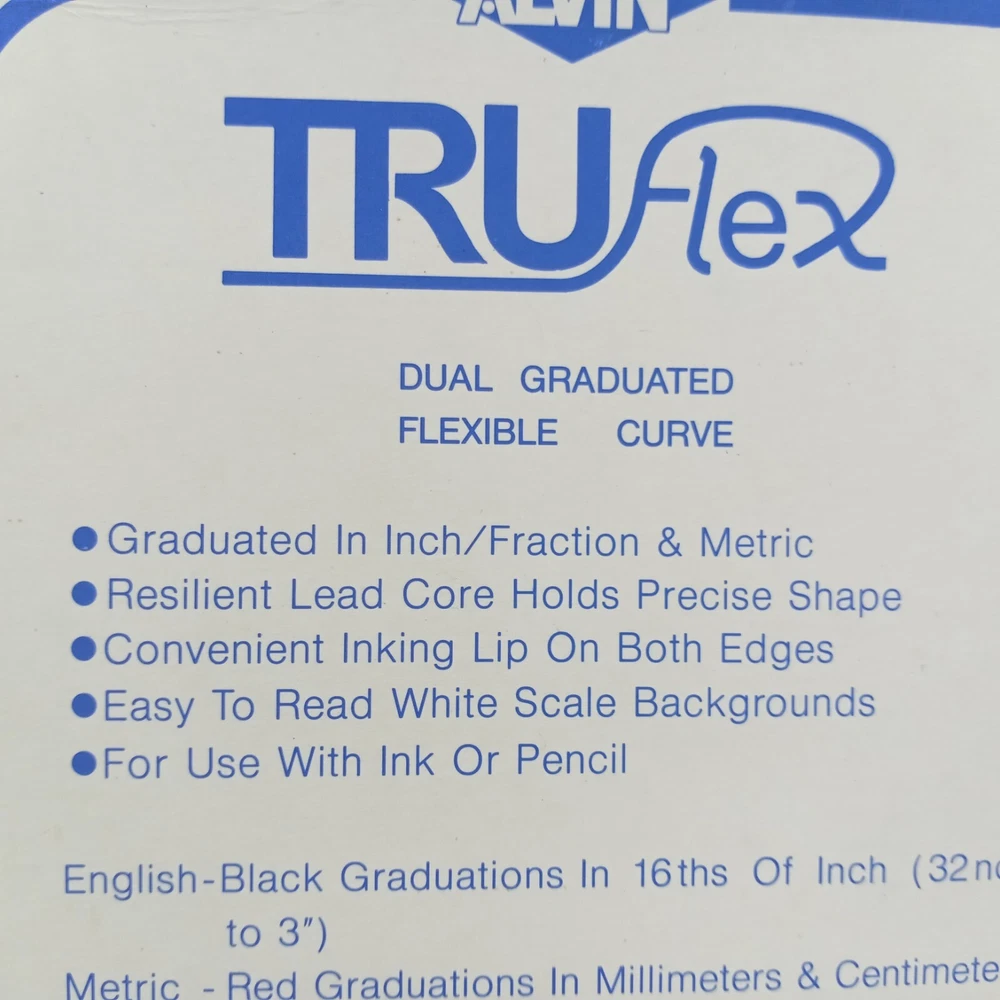 ALVIN
TRUflex
DUAL GRADUATED
FLEXIBLE CURVE
● Graduated In Inch/Fraction & Metric
● Resilient Lead Core Holds Precise Shape
● Convenient Inking Lip On Both Edges
● Easy To Read White Scale Backgrounds
● For Use With Ink Or Pencil
English-Black Graduations In 16ths Of Inch (
to 3")
Metric - Red Graduations In Millimeters &